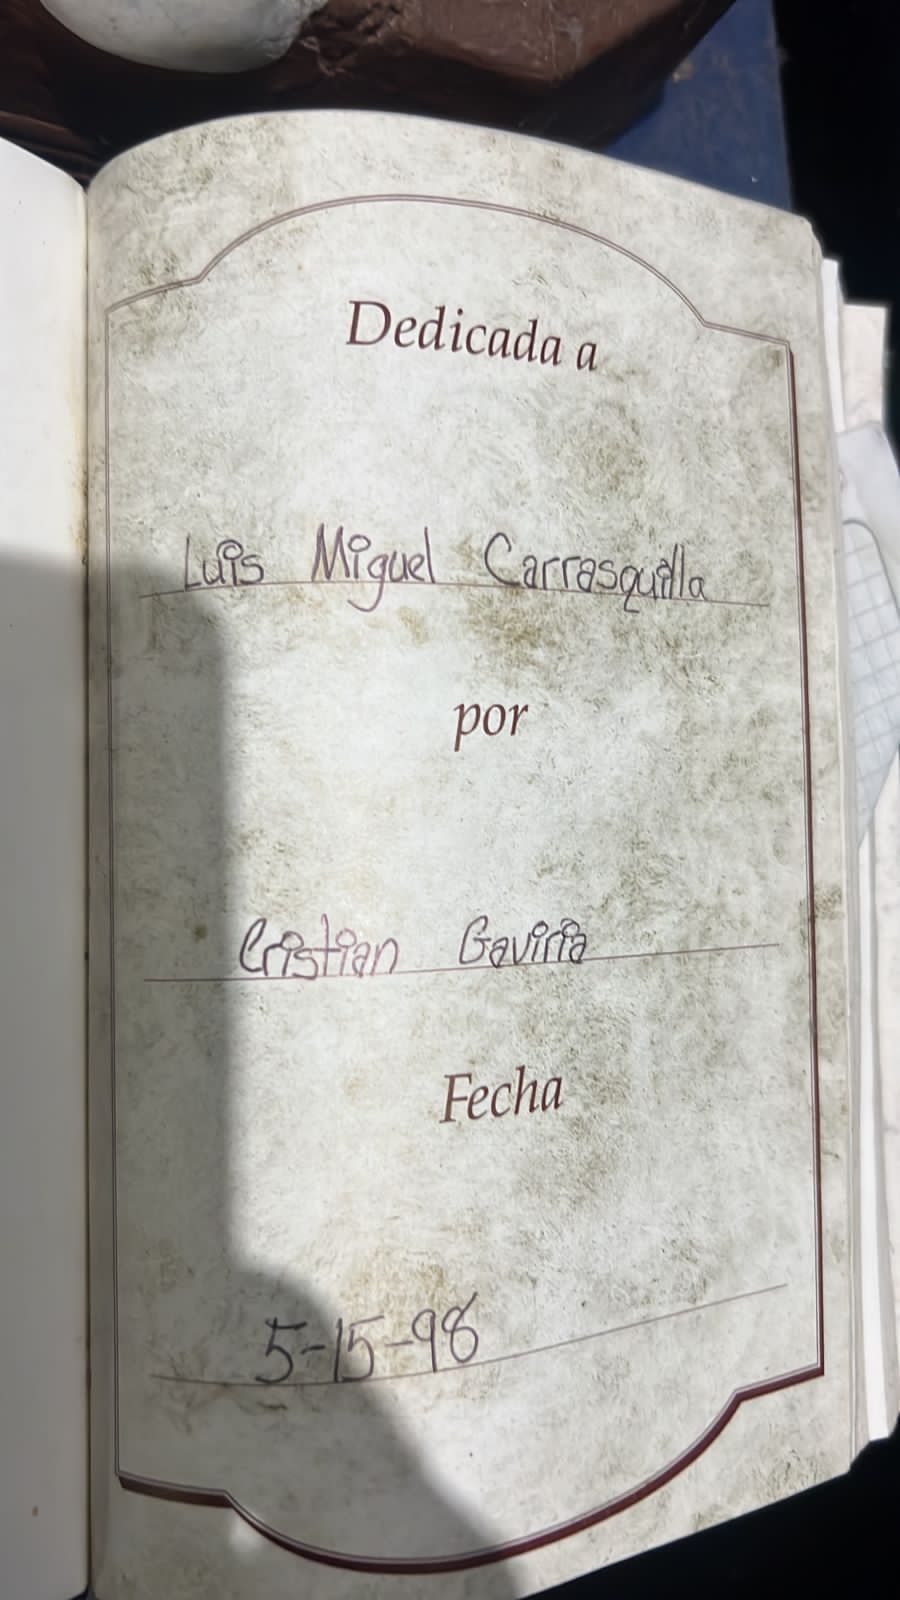 Dedicada a
Luis Miguel Carrasquilla
por
Cristian Gaviria
Fecha
5-15-98